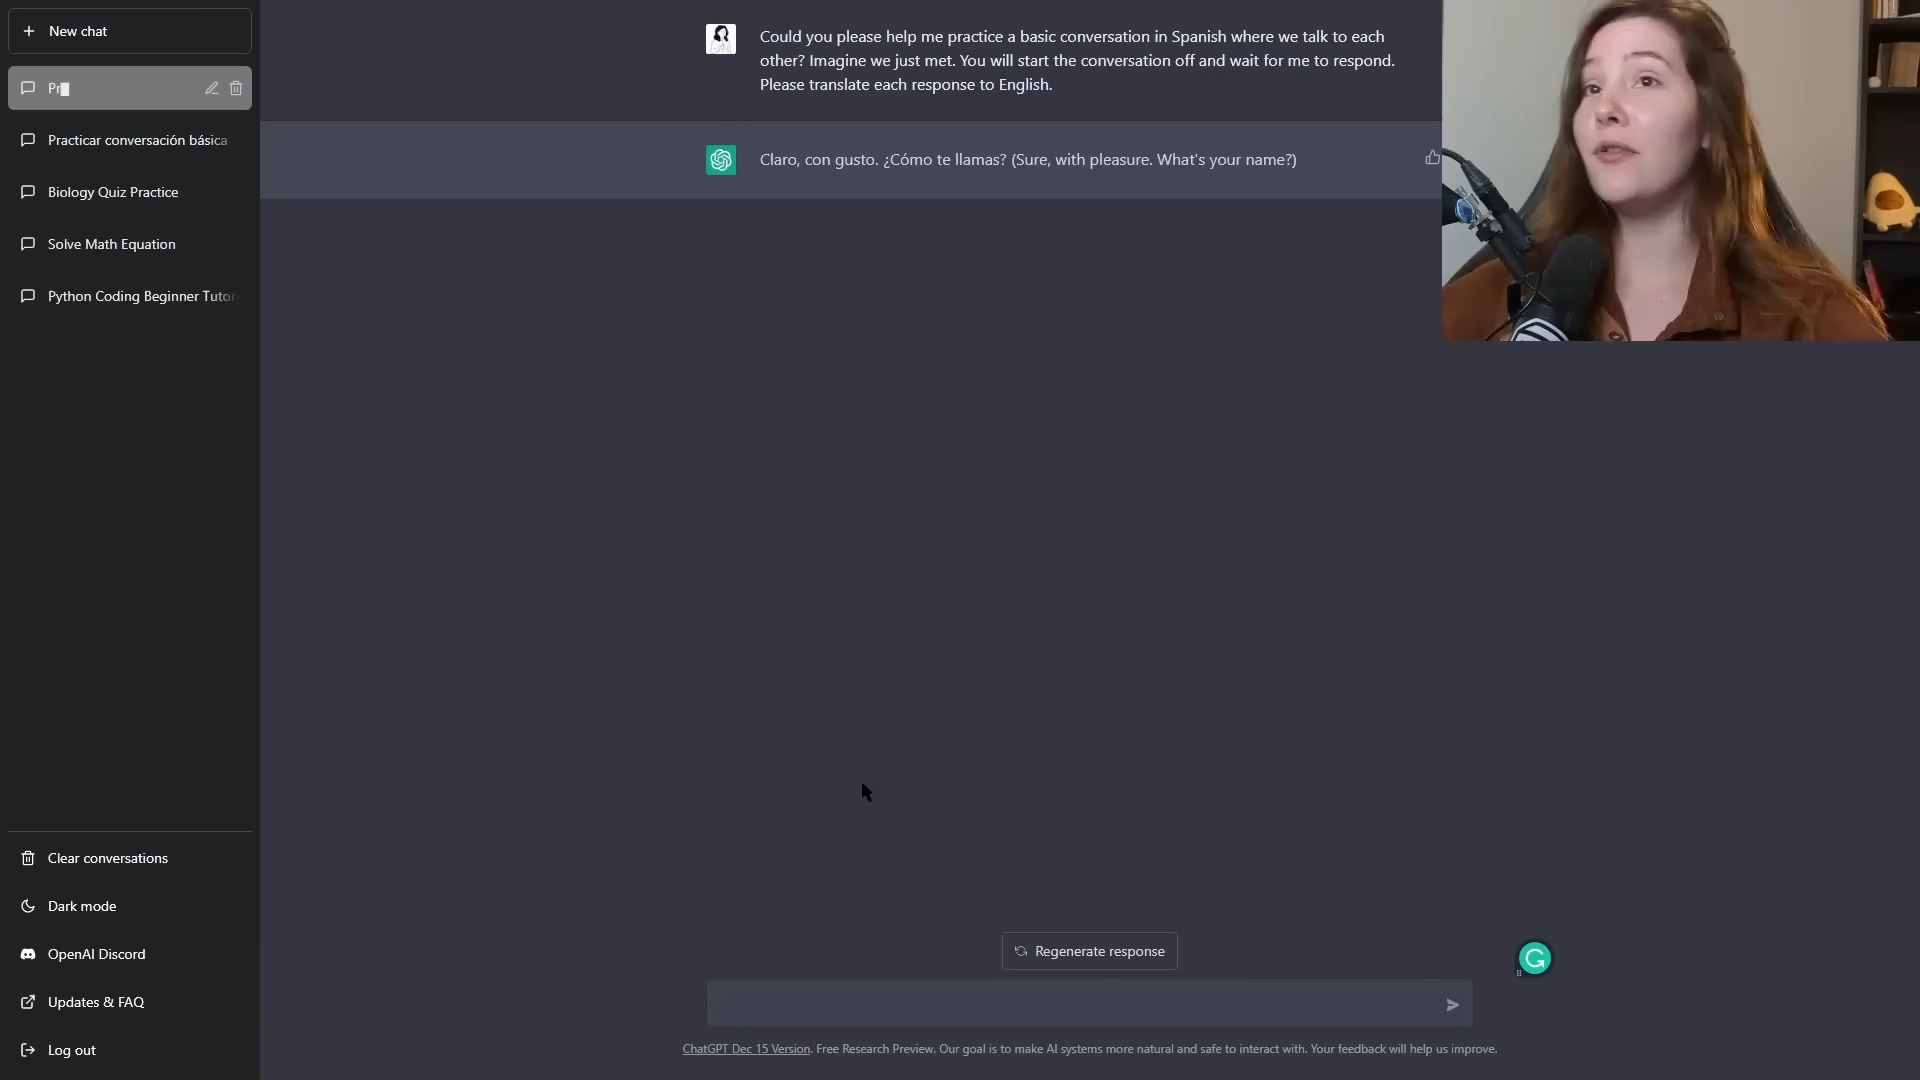 New chat
Pr
Practicar conversación básica
Biology Quiz Practice
Solve Math Equation
Python Coding Beginner Tutor
Clear conversations
Dark mode
OpenAI Discord
Updates & FAQ
Log out
Could you please help me practice a basic conversation in Spanish where we talk to each
other? Imagine we just met. You will start the conversation off and wait for me to respond.
Please translate each response to English.
Claro, con gusto. ¿Cómo te llamas? (Sure, with pleasure. What's your name?)
Regenerate response
ChatGPT Dec 15 Version. Free Research Preview. Our goal is to make AI systems more natural and safe to interact with. Your feedback will help us improve.